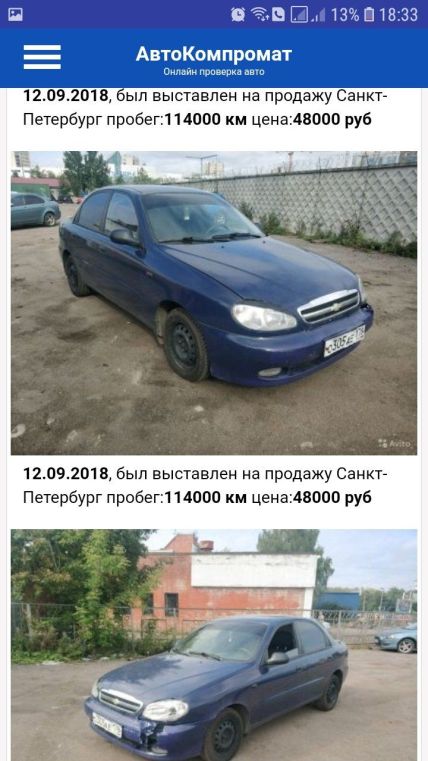 13% 18:33
АвтоКомпромат
Онлайн проверка авто
12.09.2018, был выставлен на продажу Санкт-
Петербург пробег:114000 км цена:48000 руб
Avito
12.09.2018, был выставлен на продажу Санкт-
Петербург пробег:114000 км цена:48000 руб